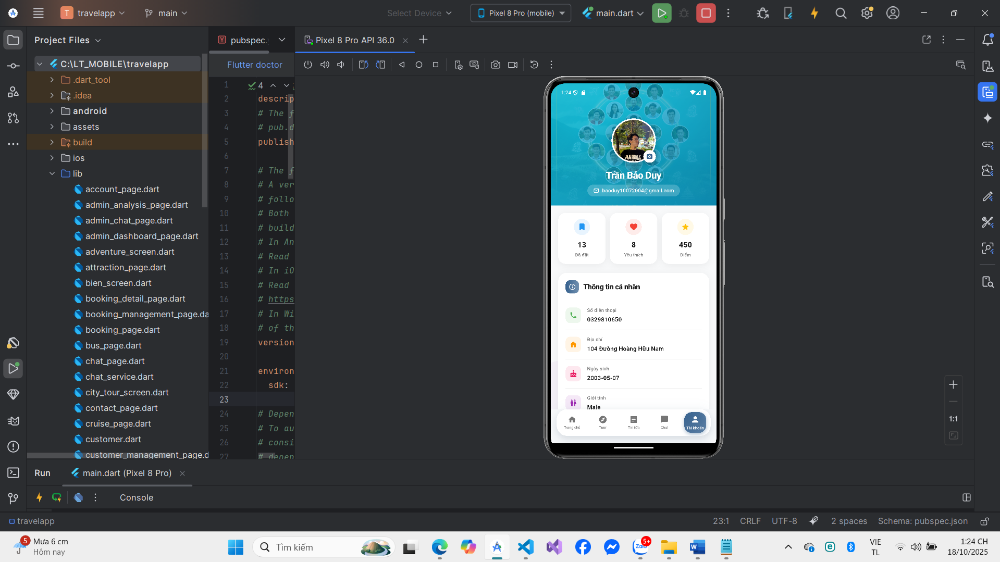 T travelapp
main
Select Device
Pixel 8 Pro (mobile)
main.dart
Project Files
pubspec.
Pixel 8 Pro API 36.0
C:\LT_MOBILE\travelapp
Flutter doctor
.dart_tool
.idea
android
assets
build
ios
lib
account_page.dart
admin_analysis_page.dart
admin_chat_page.dart
admin_dashboard_page.dart
adventure_screen.dart
attraction_page.dart
bien_screen.dart
booking_detail_page.dart
booking_management_page.da
booking_page.dart
bus_page.dart
chat_page.dart
chat_service.dart
city_tour_screen.dart
contact_page.dart
cruise_page.dart
customer.dart
customer_management_page.d
1 4
2 descrip
3 # The f
4 # pub.d
5 publish
6
7 # The f
8 # A ver
9 # follo
10 # Both
11 # build
12 # In An
13 # Read
14 # In iO
15 # Read
16 # https
17 # In Wi
18 # of th
19 version
20
21 environ
22 sdk:
23
24 # Depen
25 # To au
26 # consi
27 # depen
1:24
Trần Bảo Duy
baoduy10072004@gmail.com
13
Đã đặt
8
Yêu thích
450
Điểm
Thông tin cá nhân
Số điện thoại
0329810650
Địa chỉ
104 Đường Hoàng Hữu Nam
Ngày sinh
2003-05-07
Giới tính
Male
Trang chủ
Tour
Tin tức
Chat
Tài khoản
1:1
Run
main.dart (Pixel 8 Pro)
Console
travelapp
23:1
CRLF
UTF-8
2 spaces
Schema: pubspec.json
5
Mưa 6 cm
Hôm nay
Tìm kiếm
Zalo
5+
VIE
TL
1:24 CH
18/10/2025